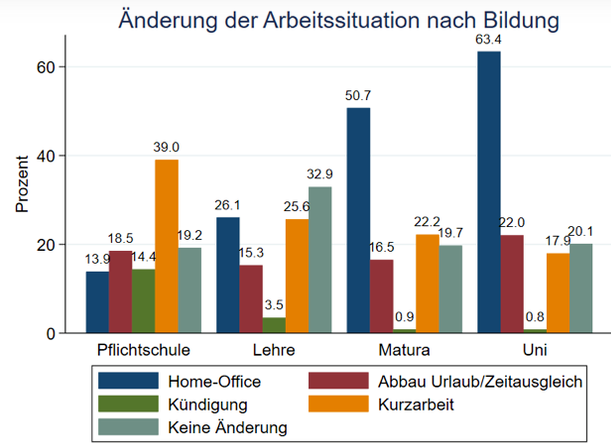 Änderung der Arbeitssituation nach Bildung
Prozent
60
40
20
0
13.9 18.5 14.4 39.0 19.2
26.1 15.3 3.5 25.6 32.9
50.7 16.5 0.9 22.2 19.7
63.4 22.0 0.8 17.9 20.1
Pflichtschule Lehre Matura Uni
Home-Office Abbau Urlaub/Zeitausgleich
Kündigung Kurzarbeit
Keine Änderung